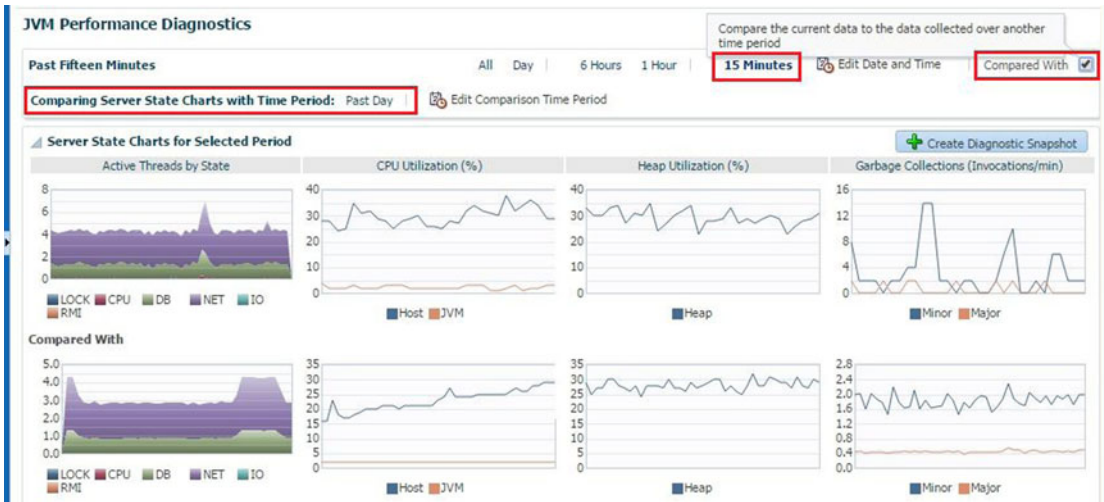 JVM Performance Diagnostics
Compare the current data to the data collected over another
time period
Past Fifteen Minutes All Day 6 Hours 1 Hour 15 Minutes Edit Date and Time Compared With
Comparing Server State Charts with Time Period: Past Day Edit Comparison Time Period
Server State Charts for Selected Period Create Diagnostic Snapshot
Active Threads by State CPU Utilization (%) Heap Utilization (%) Garbage Collections (Invocations/min)
8 40 40 16
6 30 30 12
4 20 20 8
2 10 10 4
0 0 0 0
LOCK CPU DB NET IO
RMI Host JVM Heap Minor Major
Compared With
5.0 35 35 2.8
4.0 30 30 2.4
3.0 25 25 2.0
2.0 20 20 1.6
1.0 15 15 1.2
0.0 10 10 0.8
5 5 0.4
0 0 0.0
LOCK CPU DB NET IO
RMI Host JVM Heap Minor Major